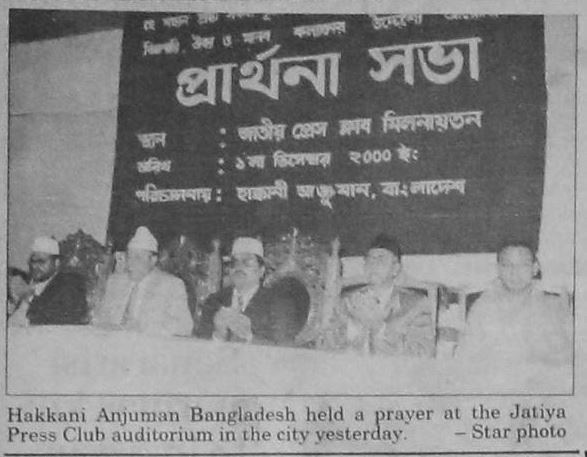 প্রার্থনা সভা
স্থান : জাতীয় প্রেস ক্লাব মিলনায়তন
তারিখ : ১লা ডিসেম্বর ২০০০ ইং
পরিচালনায় : হাক্কানী আঞ্জুমান, বাংলাদেশ
Hakkani Anjuman Bangladesh held a prayer at the Jatiya
Press Club auditorium in the city yesterday. – Star photo